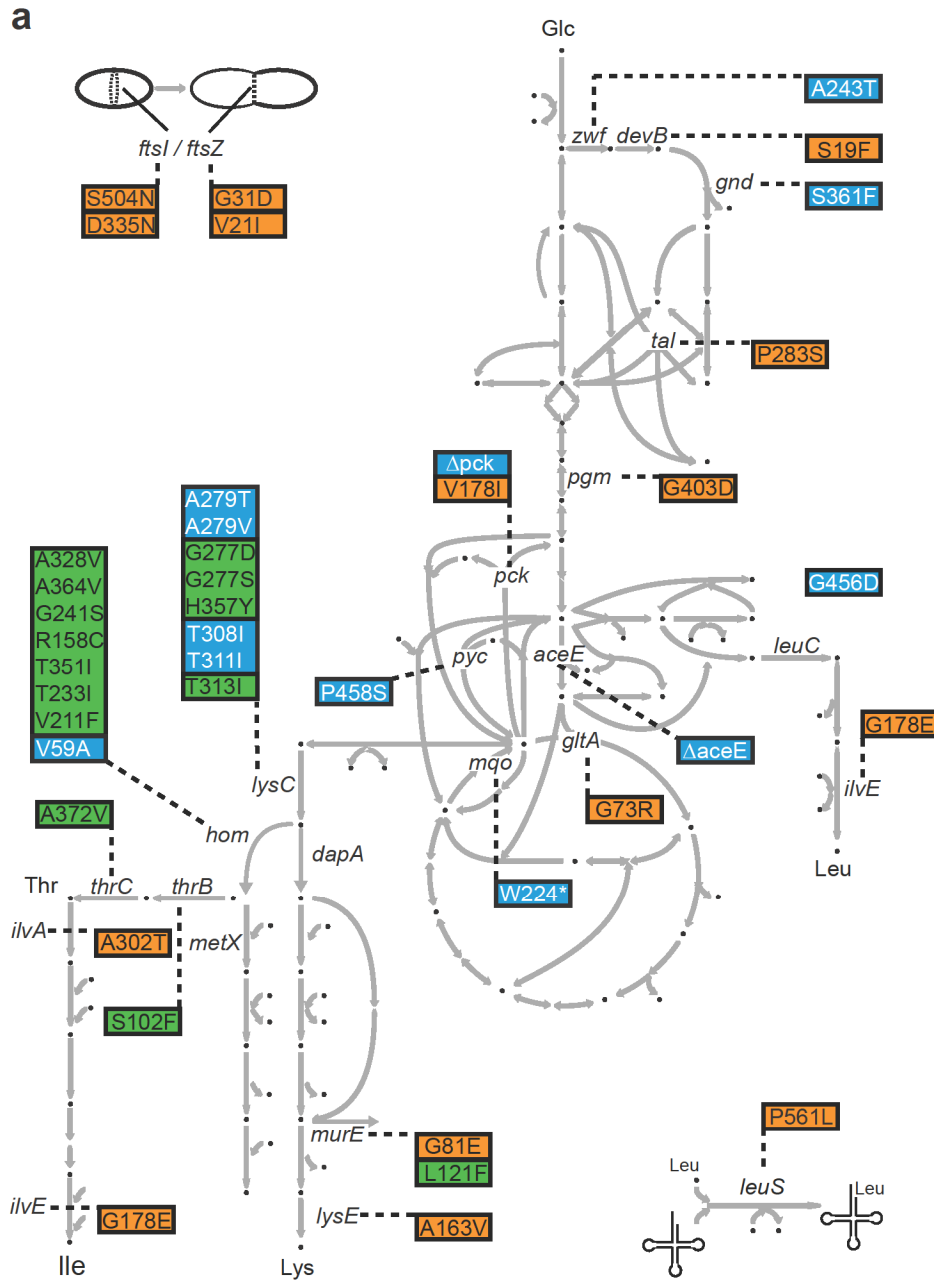 a
Glc
A243T
zwf devB
S19F
gnd
S361F
ftsI / ftsZ
S504N
D335N
G31D
V21I
tal
P283S
Δpck
V178I
pgm
G403D
pck
A279T
A279V
G277D
G277S
H357Y
T308I
T311I
T313I
A328V
A364V
G241S
R158C
T351I
T233I
V211F
V59A
G456D
pyc
aceE
leuC
P458S
ΔaceE
G178E
gltA
mqo
lysC
G73R
ilvE
A372V
hom
dapA
Leu
W224*
Thr
thrC
thrB
ilvA
A302T
metX
S102F
murE
G81E
L121F
P561L
Leu
leuS
Leu
ilvE
G178E
lysE
A163V
Ile
Lys